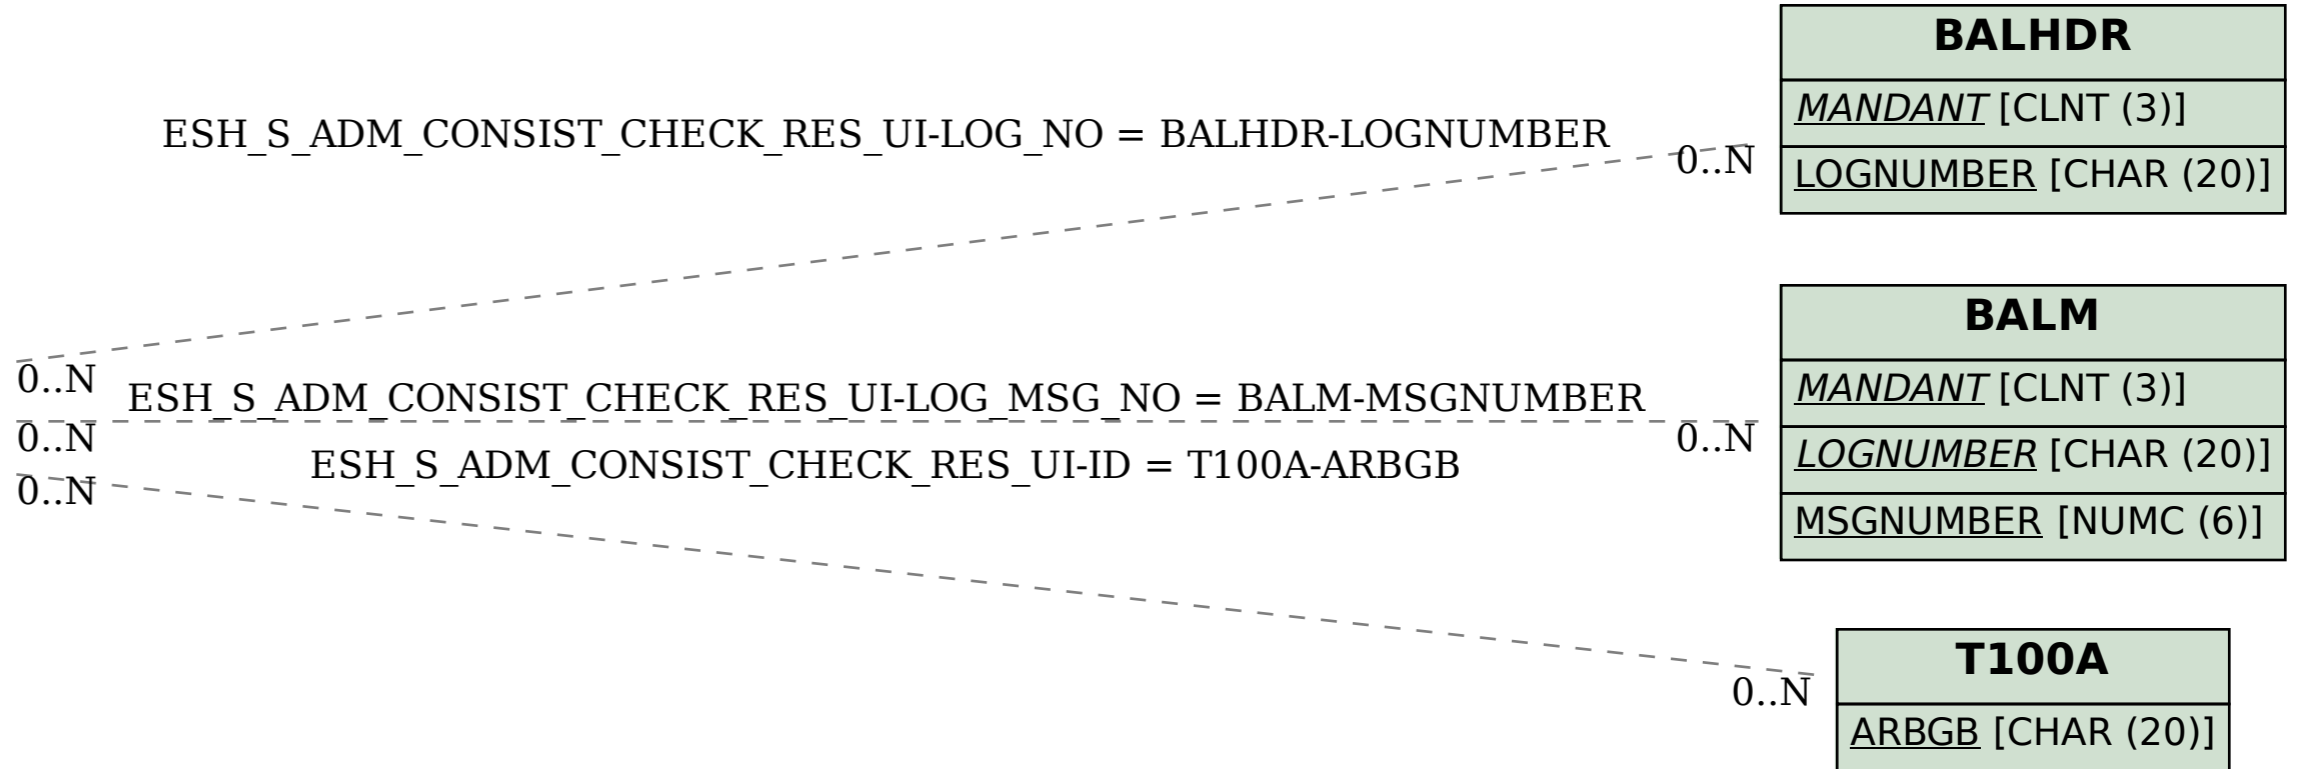 BALHDR
MANDANT [CLNT (3)]
LOGNUMBER [CHAR (20)]
ESH_S_ADM_CONSIST_CHECK_RES_UI-LOG_NO = BALHDR-LOGNUMBER
0..N
0..N
ESH_S_ADM_CONSIST_CHECK_RES_UI-LOG_MSG_NO = BALM-MSGNUMBER
0..N
0..N
BALM
MANDANT [CLNT (3)]
LOGNUMBER [CHAR (20)]
MSGNUMBER [NUMC (6)]
ESH_S_ADM_CONSIST_CHECK_RES_UI-ID = T100A-ARBGB
0..N
0..N
T100A
ARBGB [CHAR (20)]